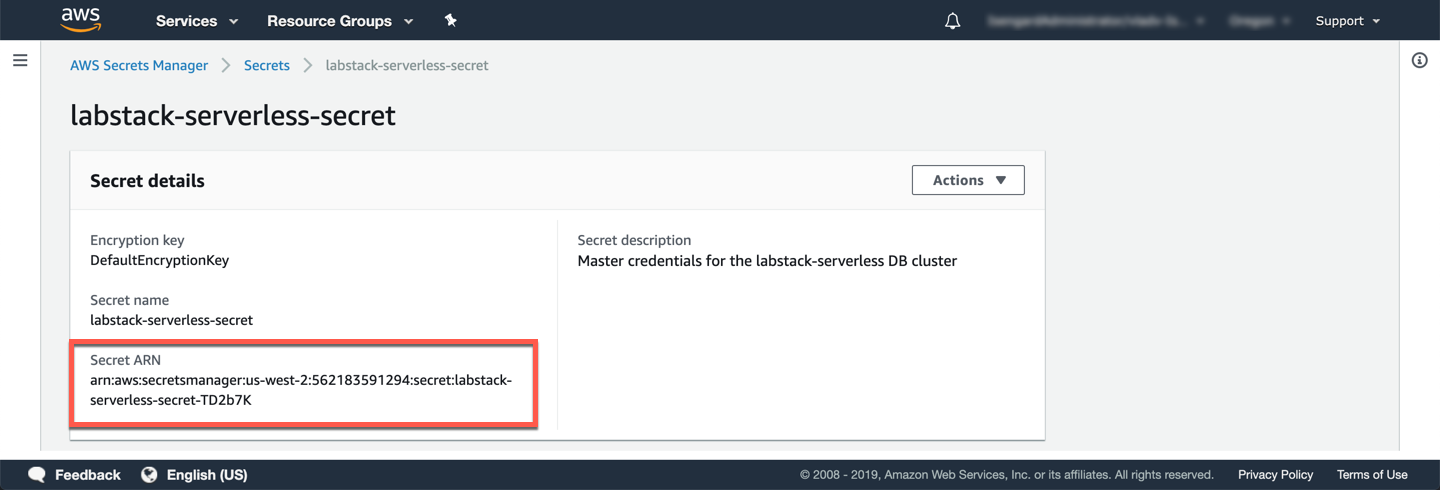 aws Services Resource Groups Support
AWS Secrets Manager Secrets labstack-serverless-secret
labstack-serverless-secret
Secret details
Actions
Encryption key
DefaultEncryptionKey
Secret description
Master credentials for the labstack-serverless DB cluster
Secret name
labstack-serverless-secret
Secret ARN
arn:aws:secretsmanager:us-west-2:562183591294:secret:labstack-
serverless-secret-TD2b7K
Feedback English (US) © 2008 - 2019, Amazon Web Services, Inc. or its affiliates. All rights reserved. Privacy Policy Terms of Use